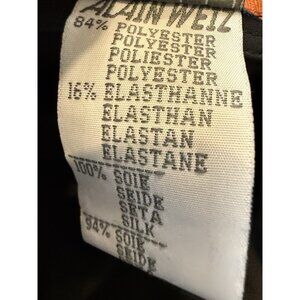 ALAIN WEIZ
84% POLYESTER
POLYESTER
POLIESTER
POLYESTER
16% ELASTHANNE
ELASTHAN
ELASTAN
ELASTANE
100% SOIE
SEIDE
SETA
SILK
94% SOIE
SEIDE